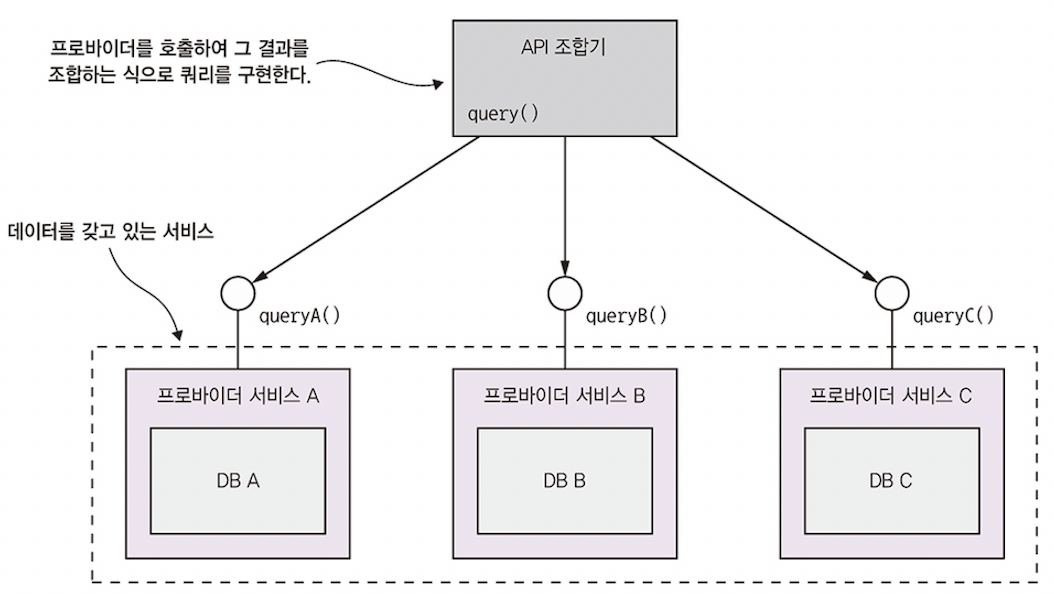 프로바이더를 호출하여 그 결과를
조합하는 식으로 쿼리를 구현한다.
API 조합기
query()
데이터를 갖고 있는 서비스
queryA()
queryB()
queryC()
프로바이더 서비스 A
프로바이더 서비스 B
프로바이더 서비스 C
DB A
DB B
DB C